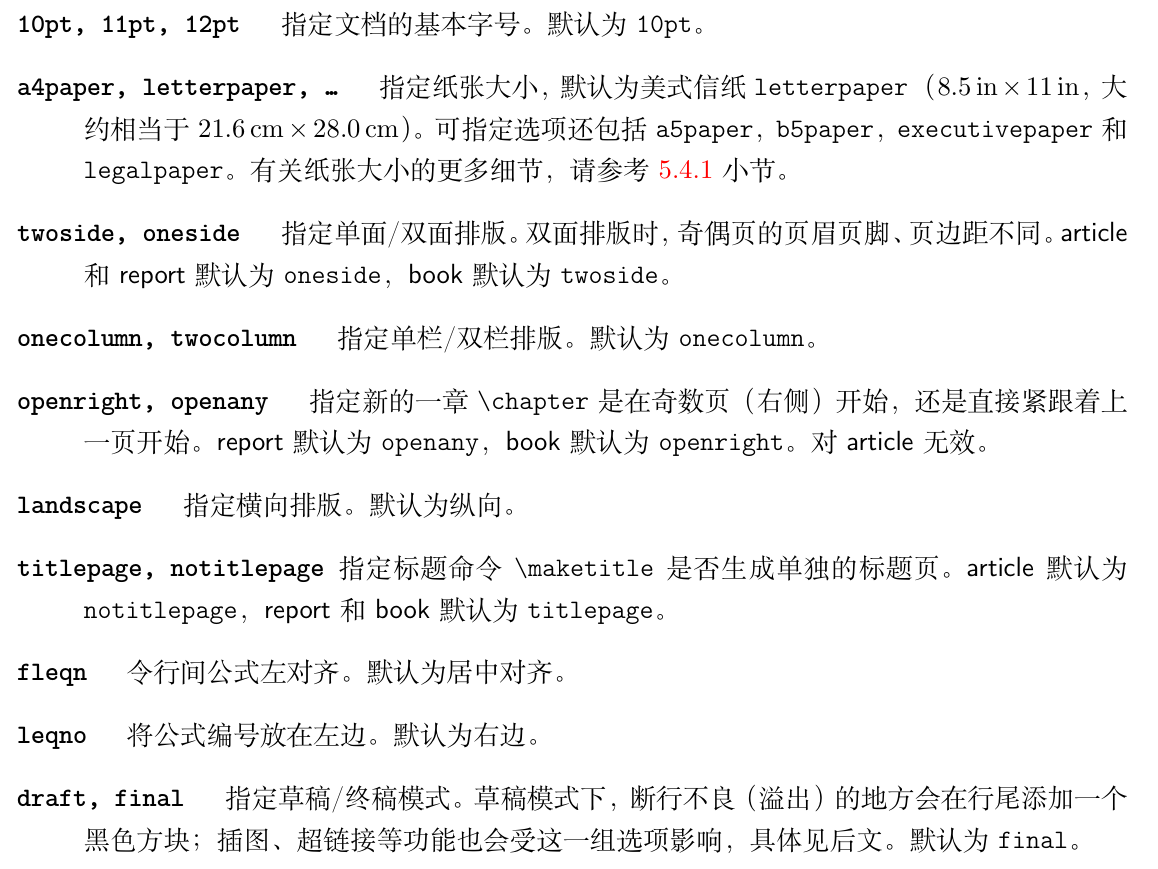 10pt, 11pt, 12pt 指定文档的基本字号。默认为 10pt。
a4paper, letterpaper, … 指定纸张大小，默认为美式信纸 letterpaper（8.5 in × 11 in，大
约相当于 21.6 cm × 28.0 cm）。可指定选项还包括 a5paper，b5paper，executivepaper 和
legalpaper。有关纸张大小的更多细节，请参考 5.4.1 小节。
twoside, oneside 指定单面/双面排版。双面排版时，奇偶页的页眉页脚、页边距不同。article
和 report 默认为 oneside，book 默认为 twoside。
onecolumn, twocolumn 指定单栏/双栏排版。默认为 onecolumn。
openright, openany 指定新的一章 \chapter 是在奇数页（右侧）开始，还是直接紧跟着上
一页开始。report 默认为 openany，book 默认为 openright。对 article 无效。
landscape 指定横向排版。默认为纵向。
titlepage, notitlepage 指定标题命令 \maketitle 是否生成单独的标题页。article 默认为
notitlepage，report 和 book 默认为 titlepage。
fleqn 令行间公式左对齐。默认为居中对齐。
leqno 将公式编号放在左边。默认为右边。
draft, final 指定草稿/终稿模式。草稿模式下，断行不良（溢出）的地方会在行尾添加一个
黑色方块；插图、超链接等功能也会受这一组选项影响，具体见后文。默认为 final。